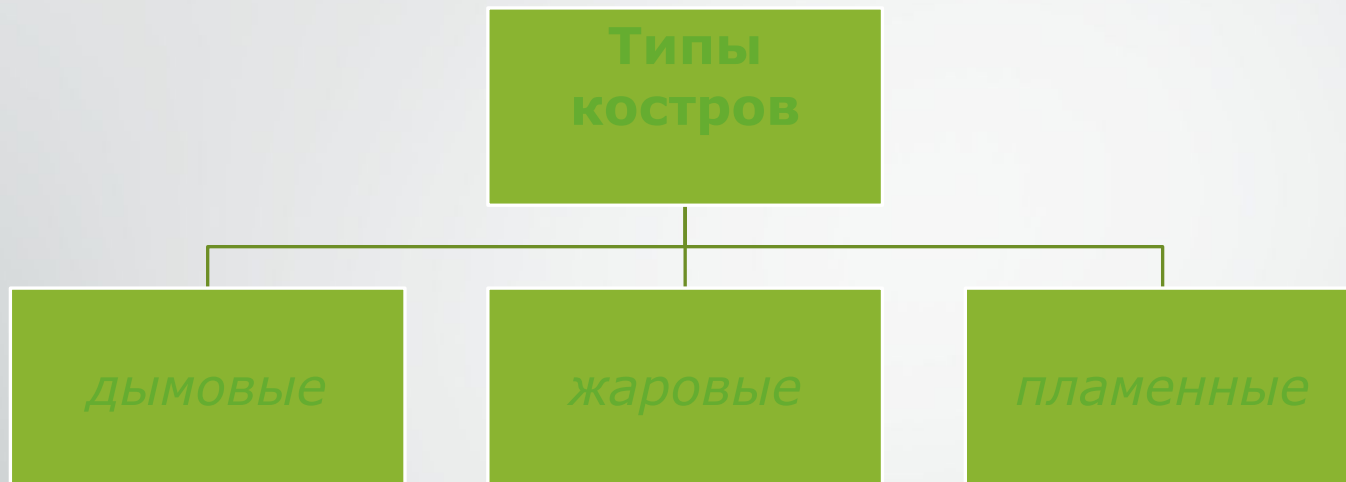 Типы
костров
дымовые
жаровые
пламенные